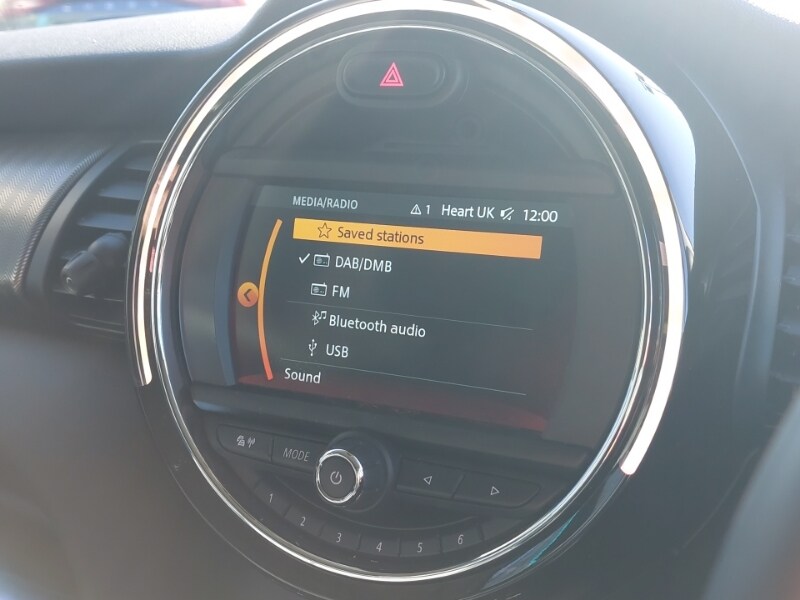 MEDIA/RADIO 1 Heart UK 12:00
Saved stations
DAB/DMB
FM
Bluetooth audio
USB
Sound
MODE
1 2 3 4 5 6